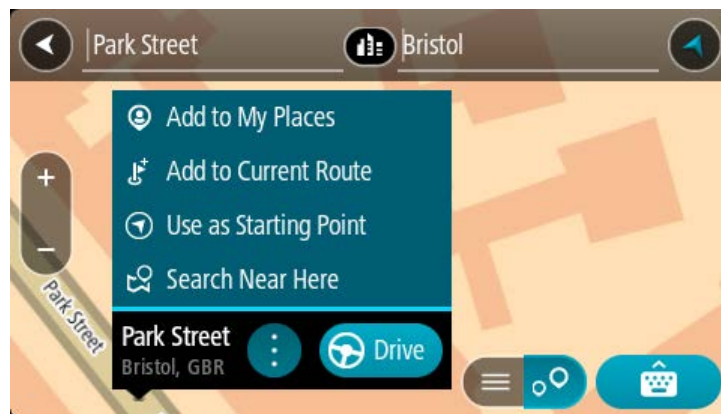 Park Street
Bristol
Add to My Places
Add to Current Route
Use as Starting Point
Search Near Here
+
−
Park Street
Park Street
Bristol, GBR
Drive